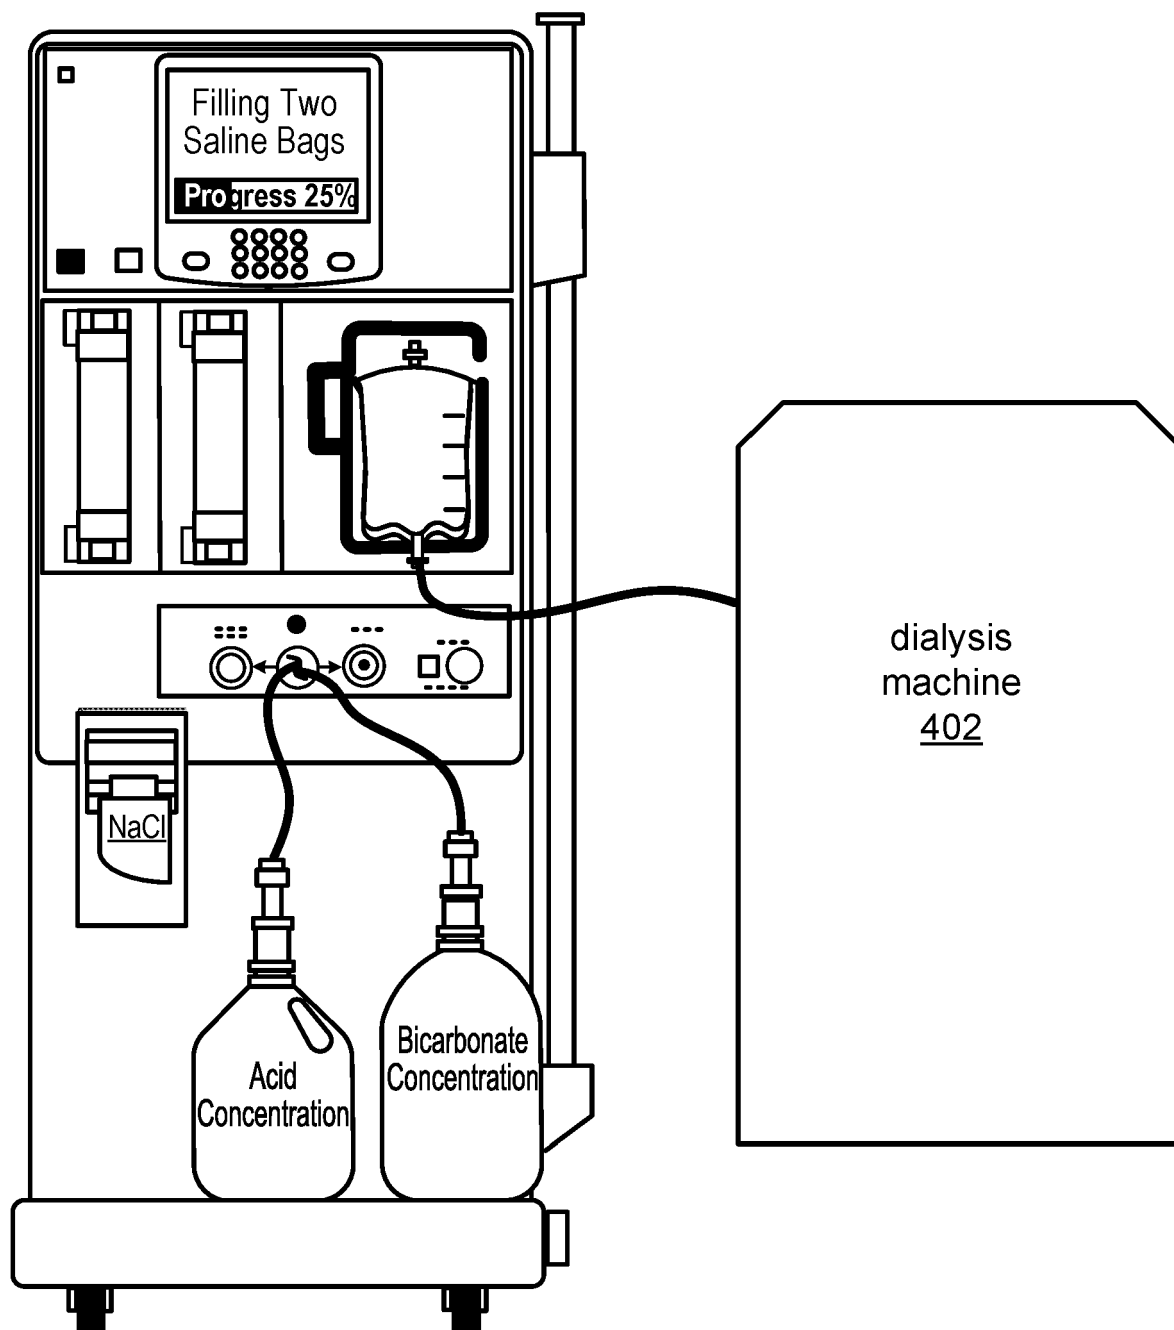 Filling Two
Saline Bags
Progress 25%
dialysis
machine
402
NaCl
Bicarbonate
Concentration
Acid
Concentration